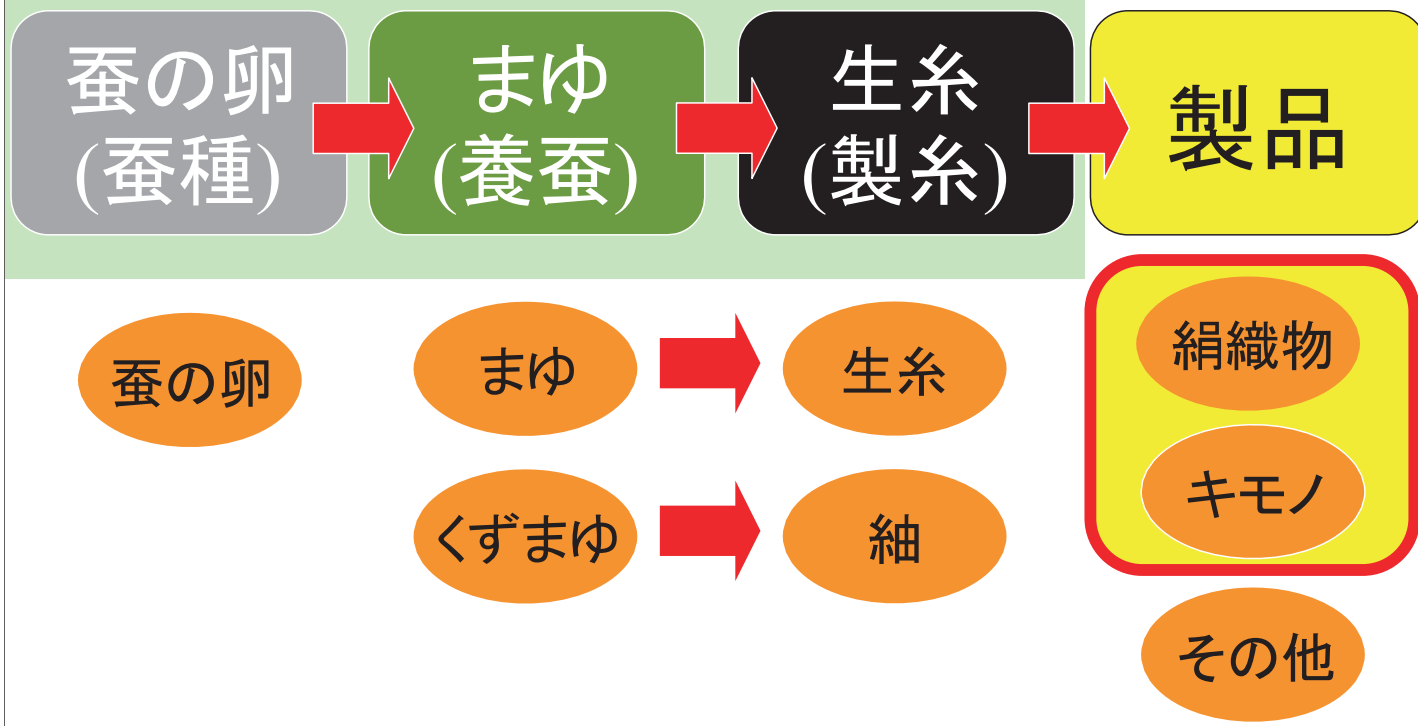 蚕の卵
(蚕種)
まゆ
(養蚕)
生糸
(製糸)
製品
蚕の卵
まゆ
生糸
絹織物
キモノ
くずまゆ
紬
その他